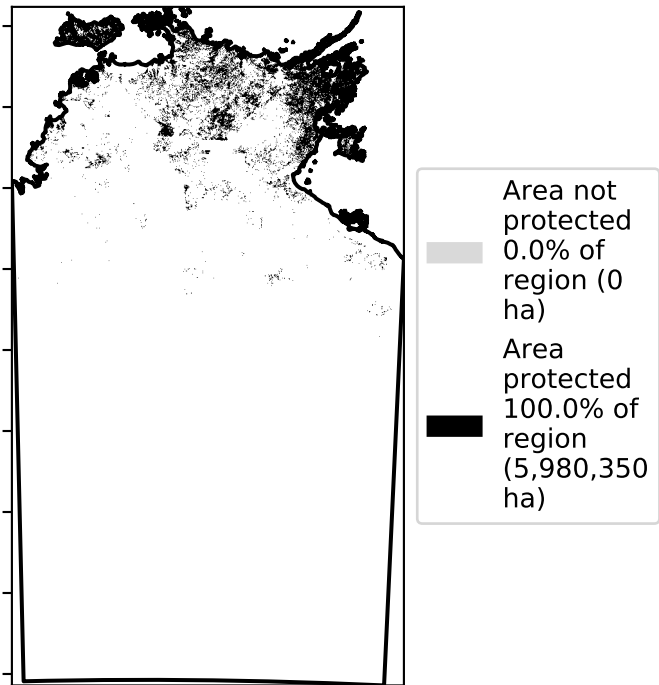 Area not
protected
0.0% of
region (0
ha)
Area
protected
100.0% of
region
(5,980,350
ha)